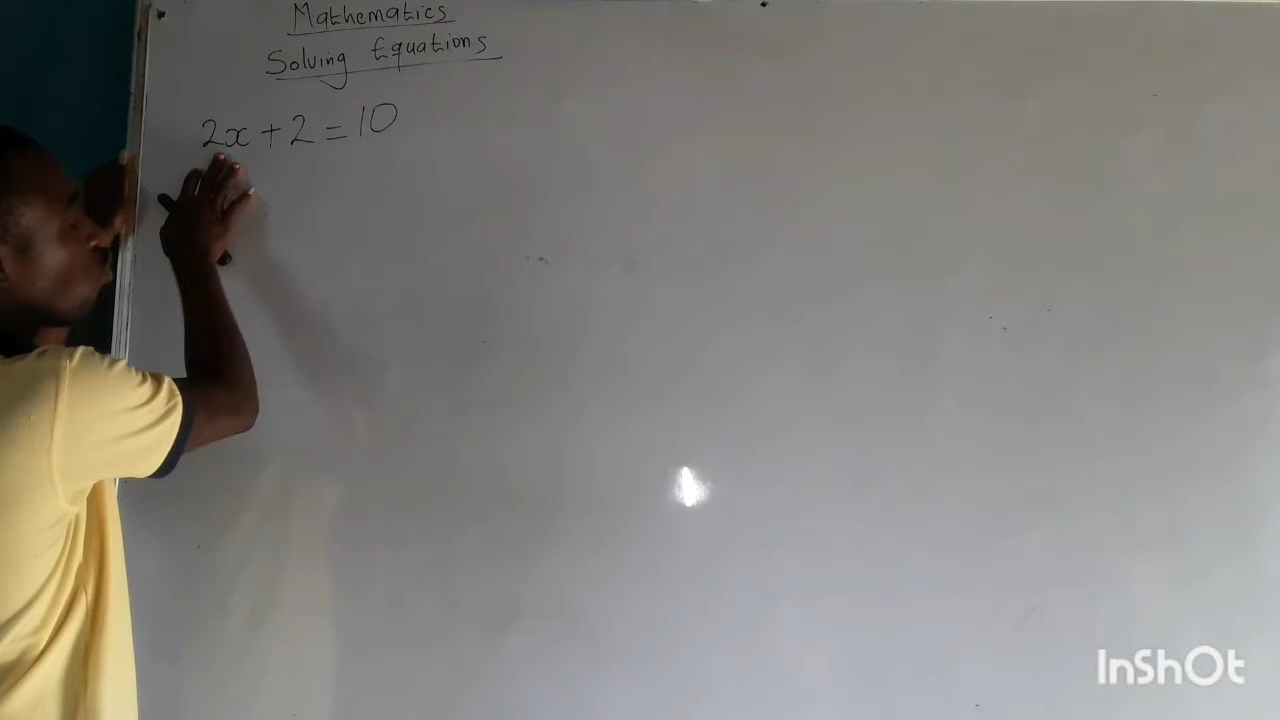 Mathematics
Solving Equations
2x + 2 = 10
InShOt